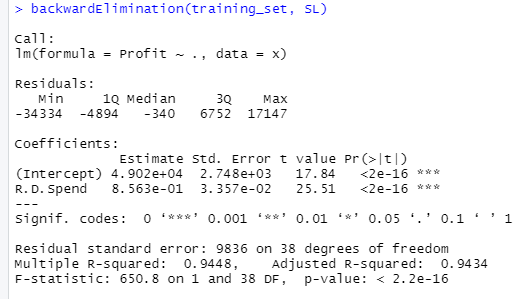 > backwardElimination(training_set, SL)
Call:
lm(formula = Profit ~ ., data = x)
Residuals:
Min 1Q Median 3Q Max
-34334 -4894 -340 6752 17147
Coefficients:
Estimate Std. Error t value Pr(>|t|)
(Intercept) 4.902e+04 2.748e+03 17.84 <2e-16 ***
R.D.Spend 8.563e-01 3.357e-02 25.51 <2e-16 ***
---
Signif. codes: 0 ‘***’ 0.001 ‘**’ 0.01 ‘*’ 0.05 ‘.’ 0.1 ‘ ’ 1
Residual standard error: 9836 on 38 degrees of freedom
Multiple R-squared: 0.9448, Adjusted R-squared: 0.9434
F-statistic: 650.8 on 1 and 38 DF, p-value: < 2.2e-16